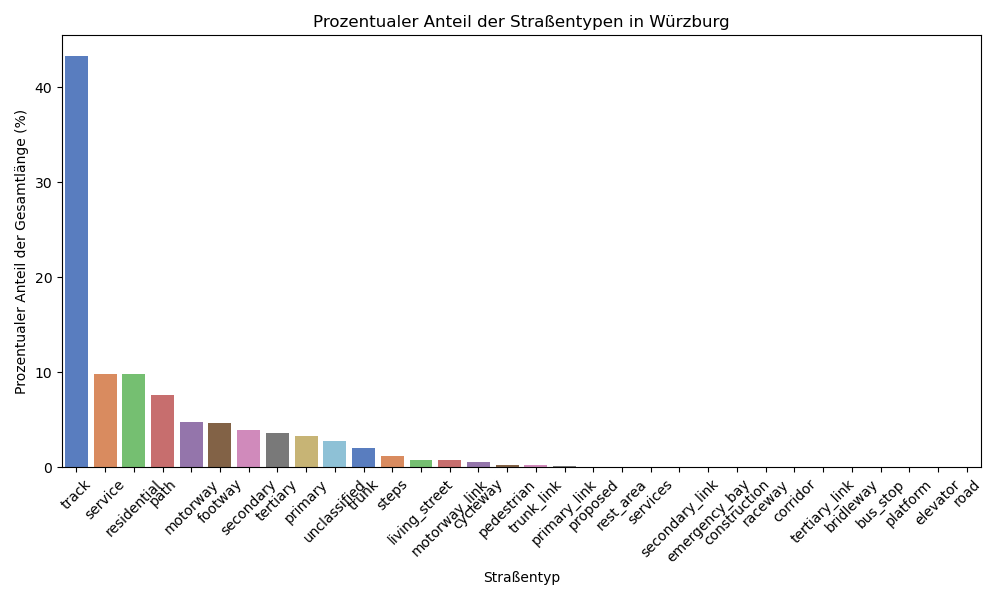 Prozentualer Anteil der Straßentypen in Würzburg
Prozentualer Anteil der Gesamtlänge (%)
40
30
20
10
0
track
service
residential
path
motorway
footway
secondary
tertiary
primary
unclassified
trunk
steps
living_street
motorway_link
cycleway
pedestrian
trunk_link
primary_link
proposed
rest_area
services
secondary_link
emergency_bay
construction
raceway
corridor
tertiary_link
bridleway
bus_stop
platform
elevator
road
Straßentyp